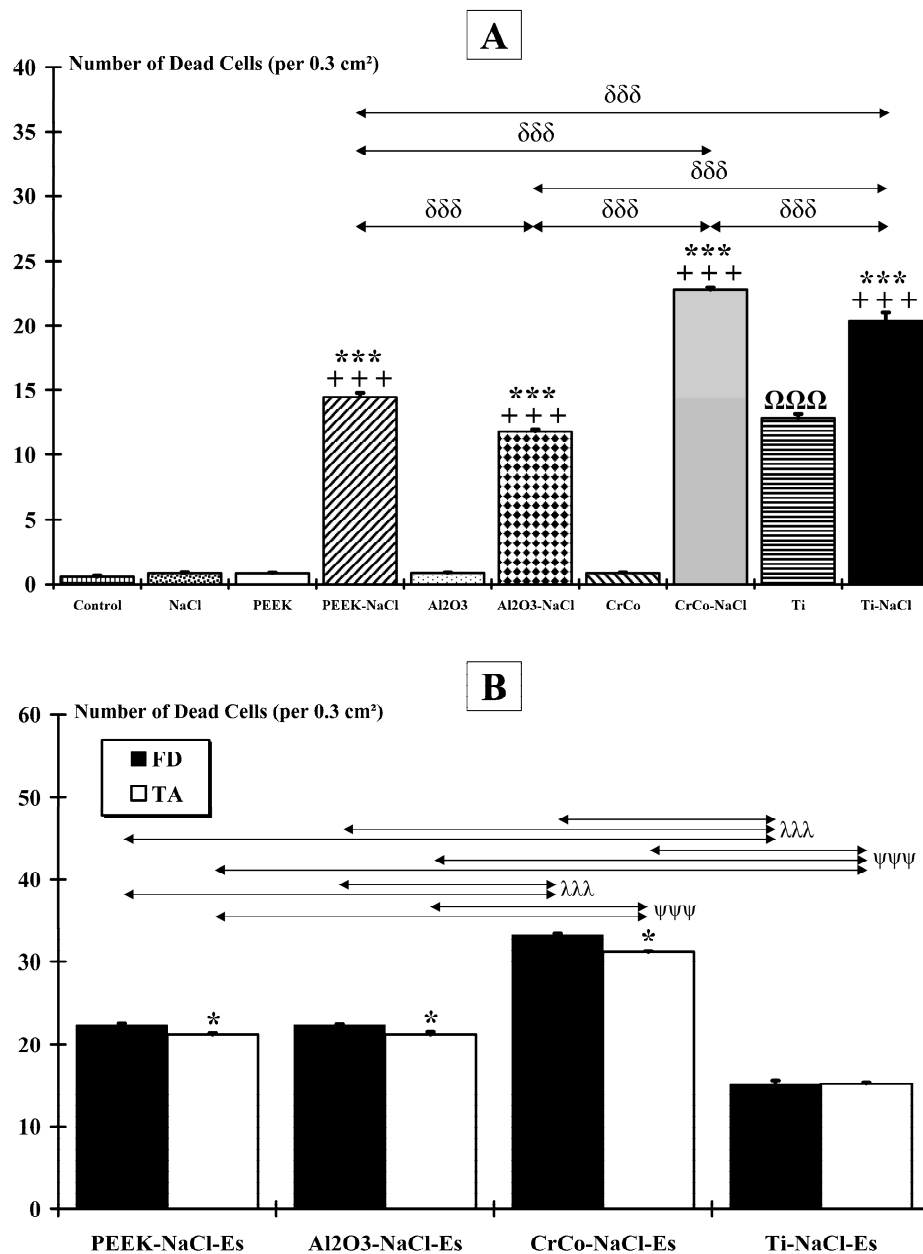 A
Number of Dead Cells (per 0.3 cm²)
40
δδδ
35
δδδ
δδδ
30
δδδ δδδ δδδ
25
***
+ + +
***
+ + +
20
***
+ + +
15
***
+ + +
ΩΩΩ
10
5
0
Control NaCl PEEK PEEK-NaCl Al2O3 Al2O3-NaCl CrCo CrCo-NaCl Ti Ti-NaCl
B
Number of Dead Cells (per 0.3 cm²)
60
FD
TA
50
λλλ
ψψψ
40
λλλ
ψψψ
*
30
* *
20
10
0
PEEK-NaCl-Es Al2O3-NaCl-Es CrCo-NaCl-Es Ti-NaCl-Es